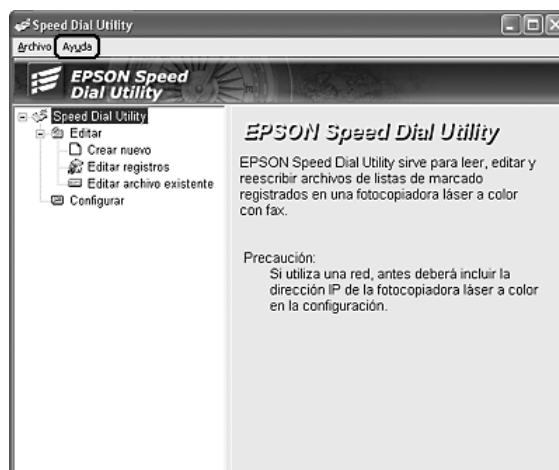 Speed Dial Utility
Archivo Ayuda
EPSON Speed
Dial Utility
Speed Dial Utility
Editar
Crear nuevo
Editar registros
Editar archivo existente
Configurar
EPSON Speed Dial Utility
EPSON Speed Dial Utility sirve para leer, editar y
reescribir archivos de listas de marcado
registrados en una fotocopiadora láser a color
con fax.
Precaución:
Si utiliza una red, antes deberá incluir la
dirección IP de la fotocopiadora láser a color
en la configuración.